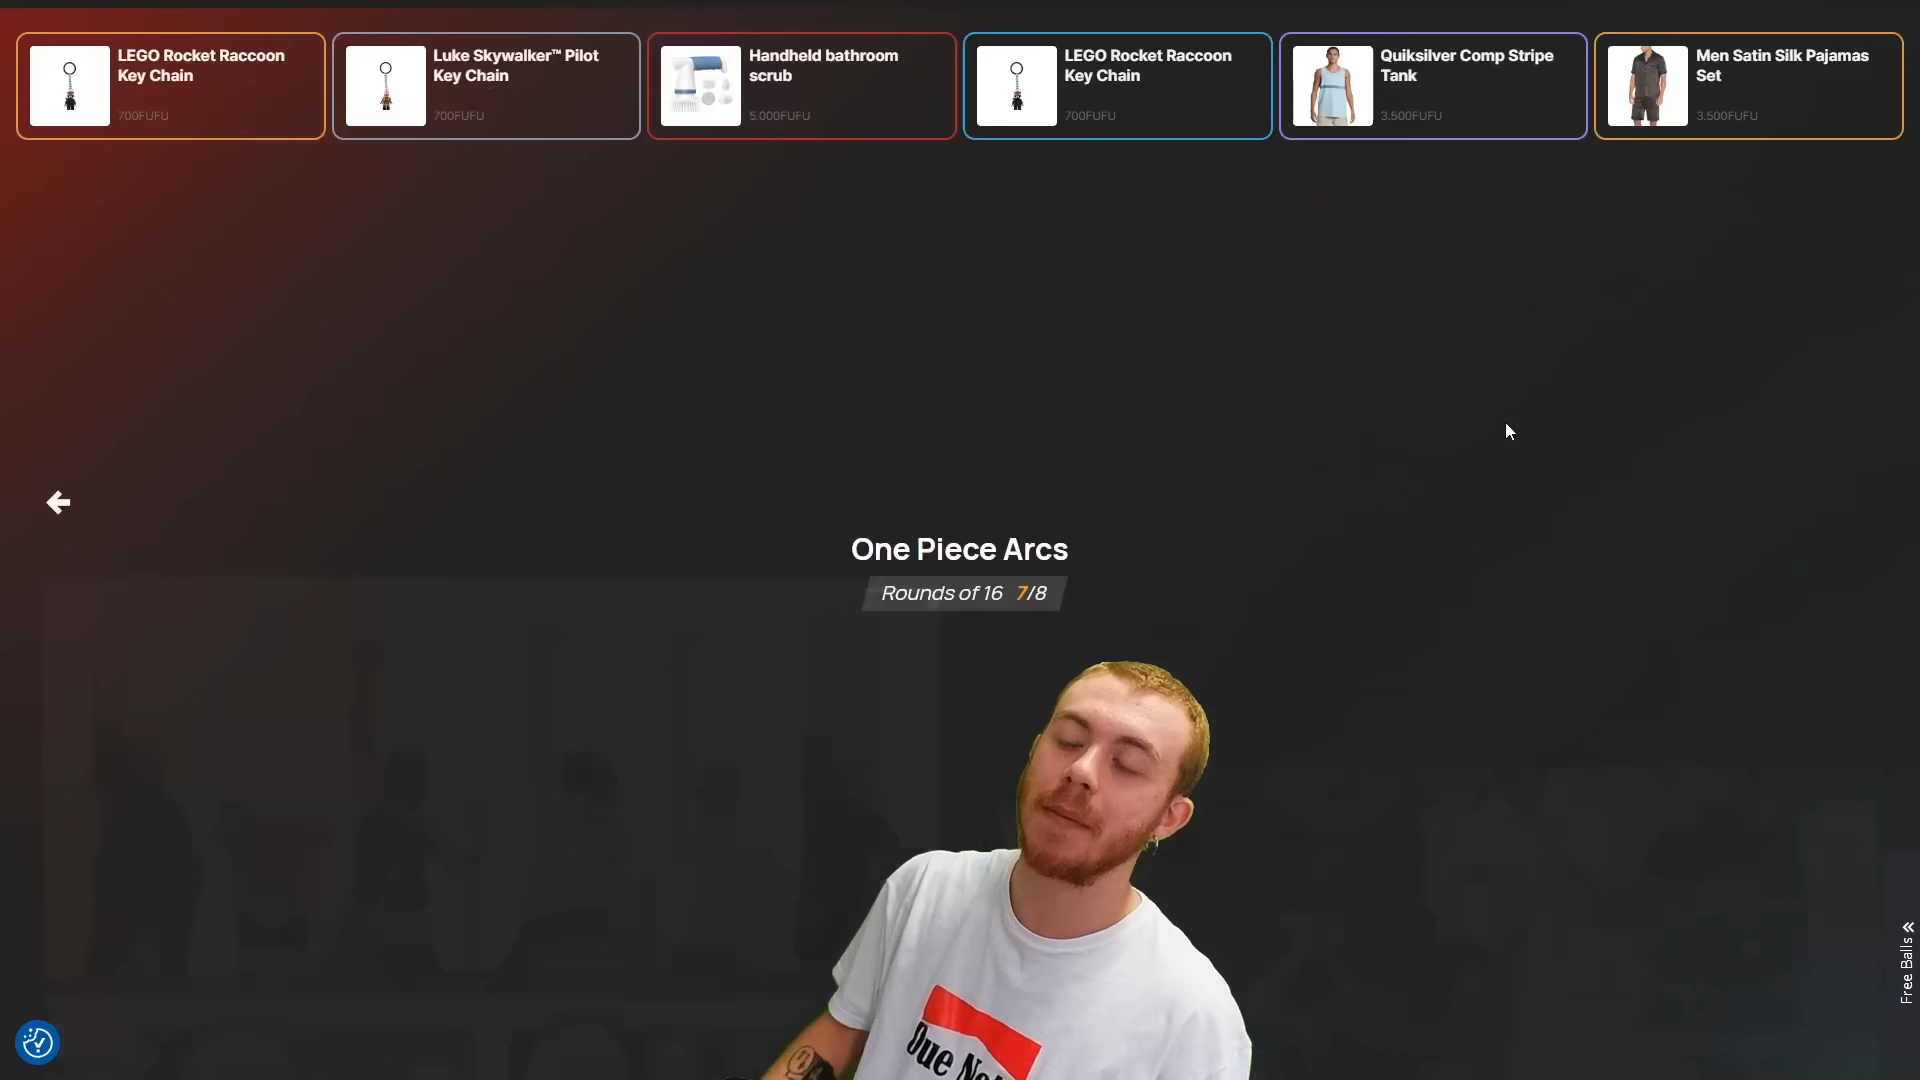 LEGO Rocket Raccoon
Key Chain
700FUFU
Luke Skywalker™ Pilot
Key Chain
700FUFU
Handheld bathroom
scrub
5.000FUFU
LEGO Rocket Raccoon
Key Chain
700FUFU
Quiksilver Comp Stripe
Tank
3.500FUFU
Men Satin Silk Pajamas
Set
3.500FUFU
One Piece Arcs
Rounds of 16 7/8
Free Balls